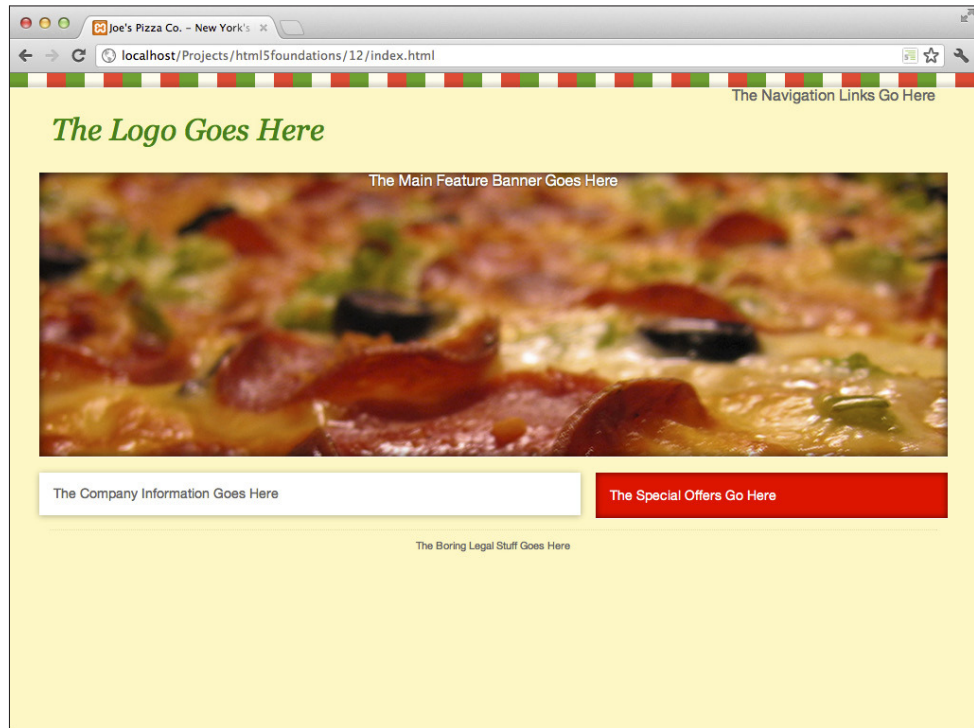 Joe's Pizza Co. – New York's
localhost/Projects/html5foundations/12/index.html
The Navigation Links Go Here
The Logo Goes Here
The Main Feature Banner Goes Here
The Company Information Goes Here
The Special Offers Go Here
The Boring Legal Stuff Goes Here